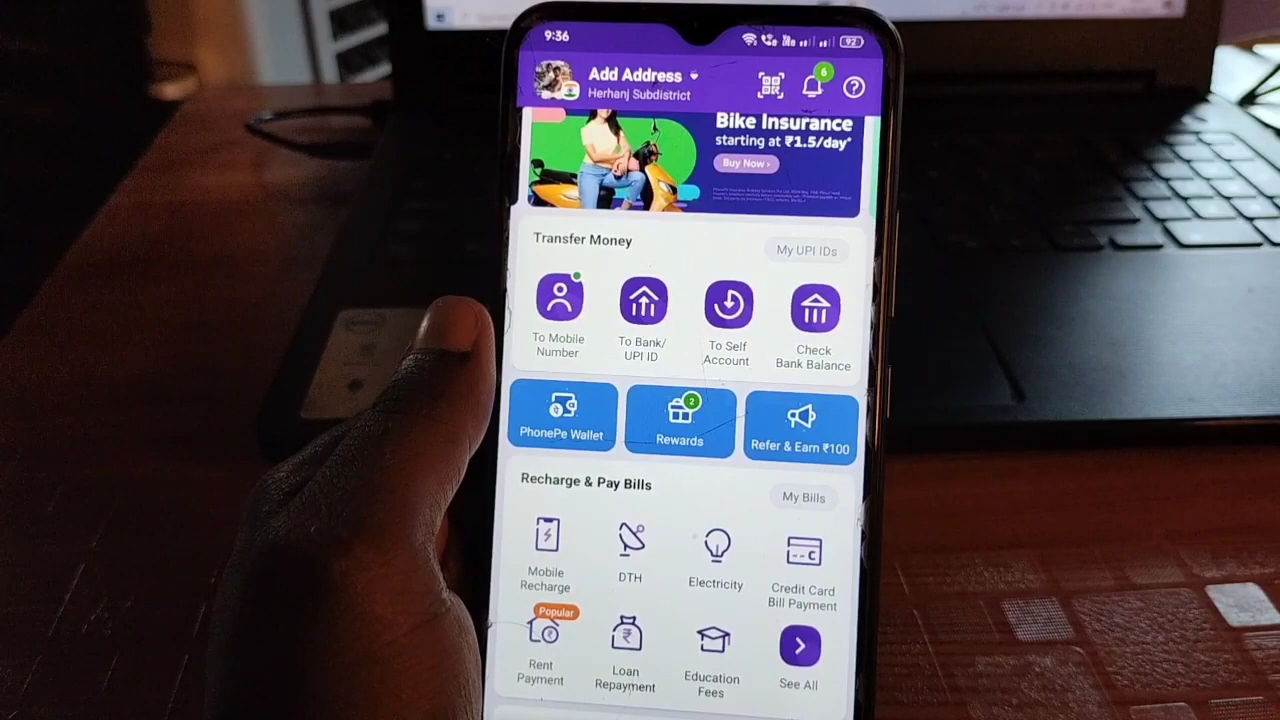 9:36
92
Add Address
Herhanj Subdistrict
6
?
Bike Insurance
starting at ₹1.5/day*
Buy Now ›
Transfer Money
My UPI IDs
To Mobile
Number
To Bank/
UPI ID
To Self
Account
Check
Bank Balance
PhonePe Wallet
2
Rewards
Refer & Earn ₹100
Recharge & Pay Bills
My Bills
Mobile
Recharge
DTH
Electricity
Credit Card
Bill Payment
Popular
Rent
Payment
Loan
Repayment
Education
Fees
See All